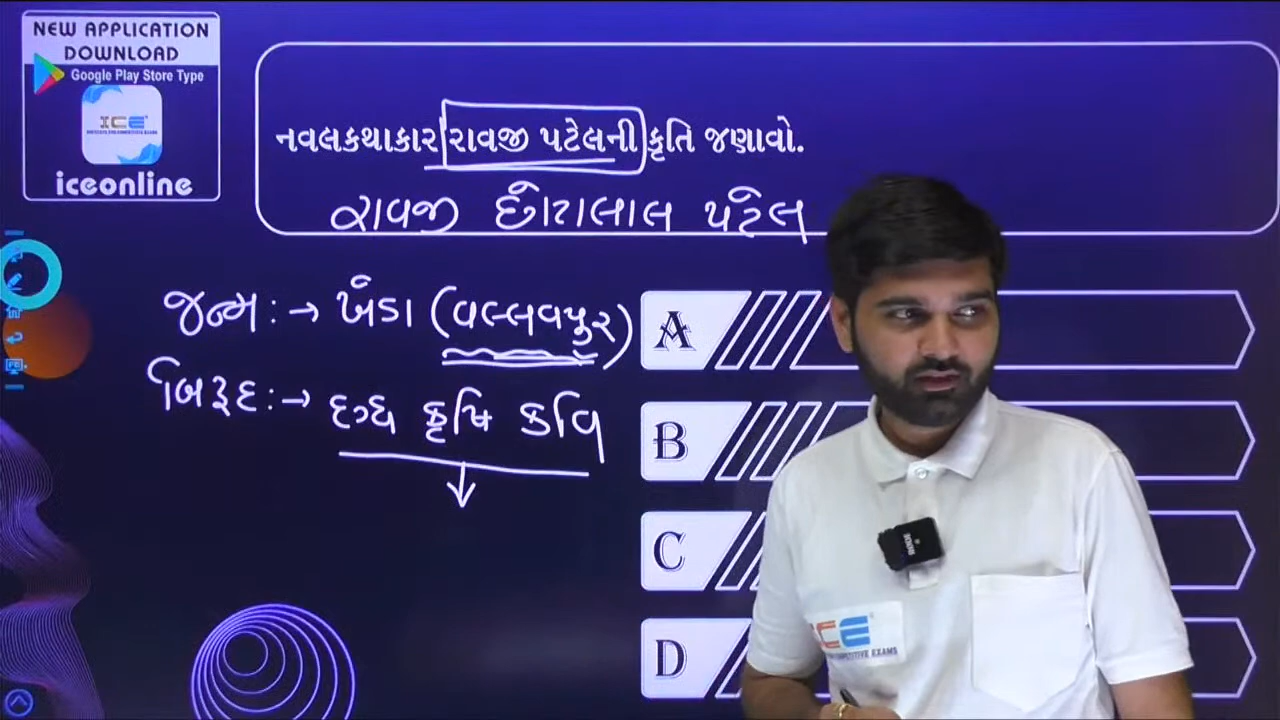 NEW APPLICATION
DOWNLOAD
Google Play Store Type
ICE
iceonline
નવલકથાકાર રાવજી પટેલની કૃતિ જણાવો.
રાવજી છોટાલાલ પટેલ
જન્મ :→ ખંડા (વલ્લવપુર)
બિરૂદ :→ દગ્ધ કૃષિ કવિ
A
B
C
D
ICE